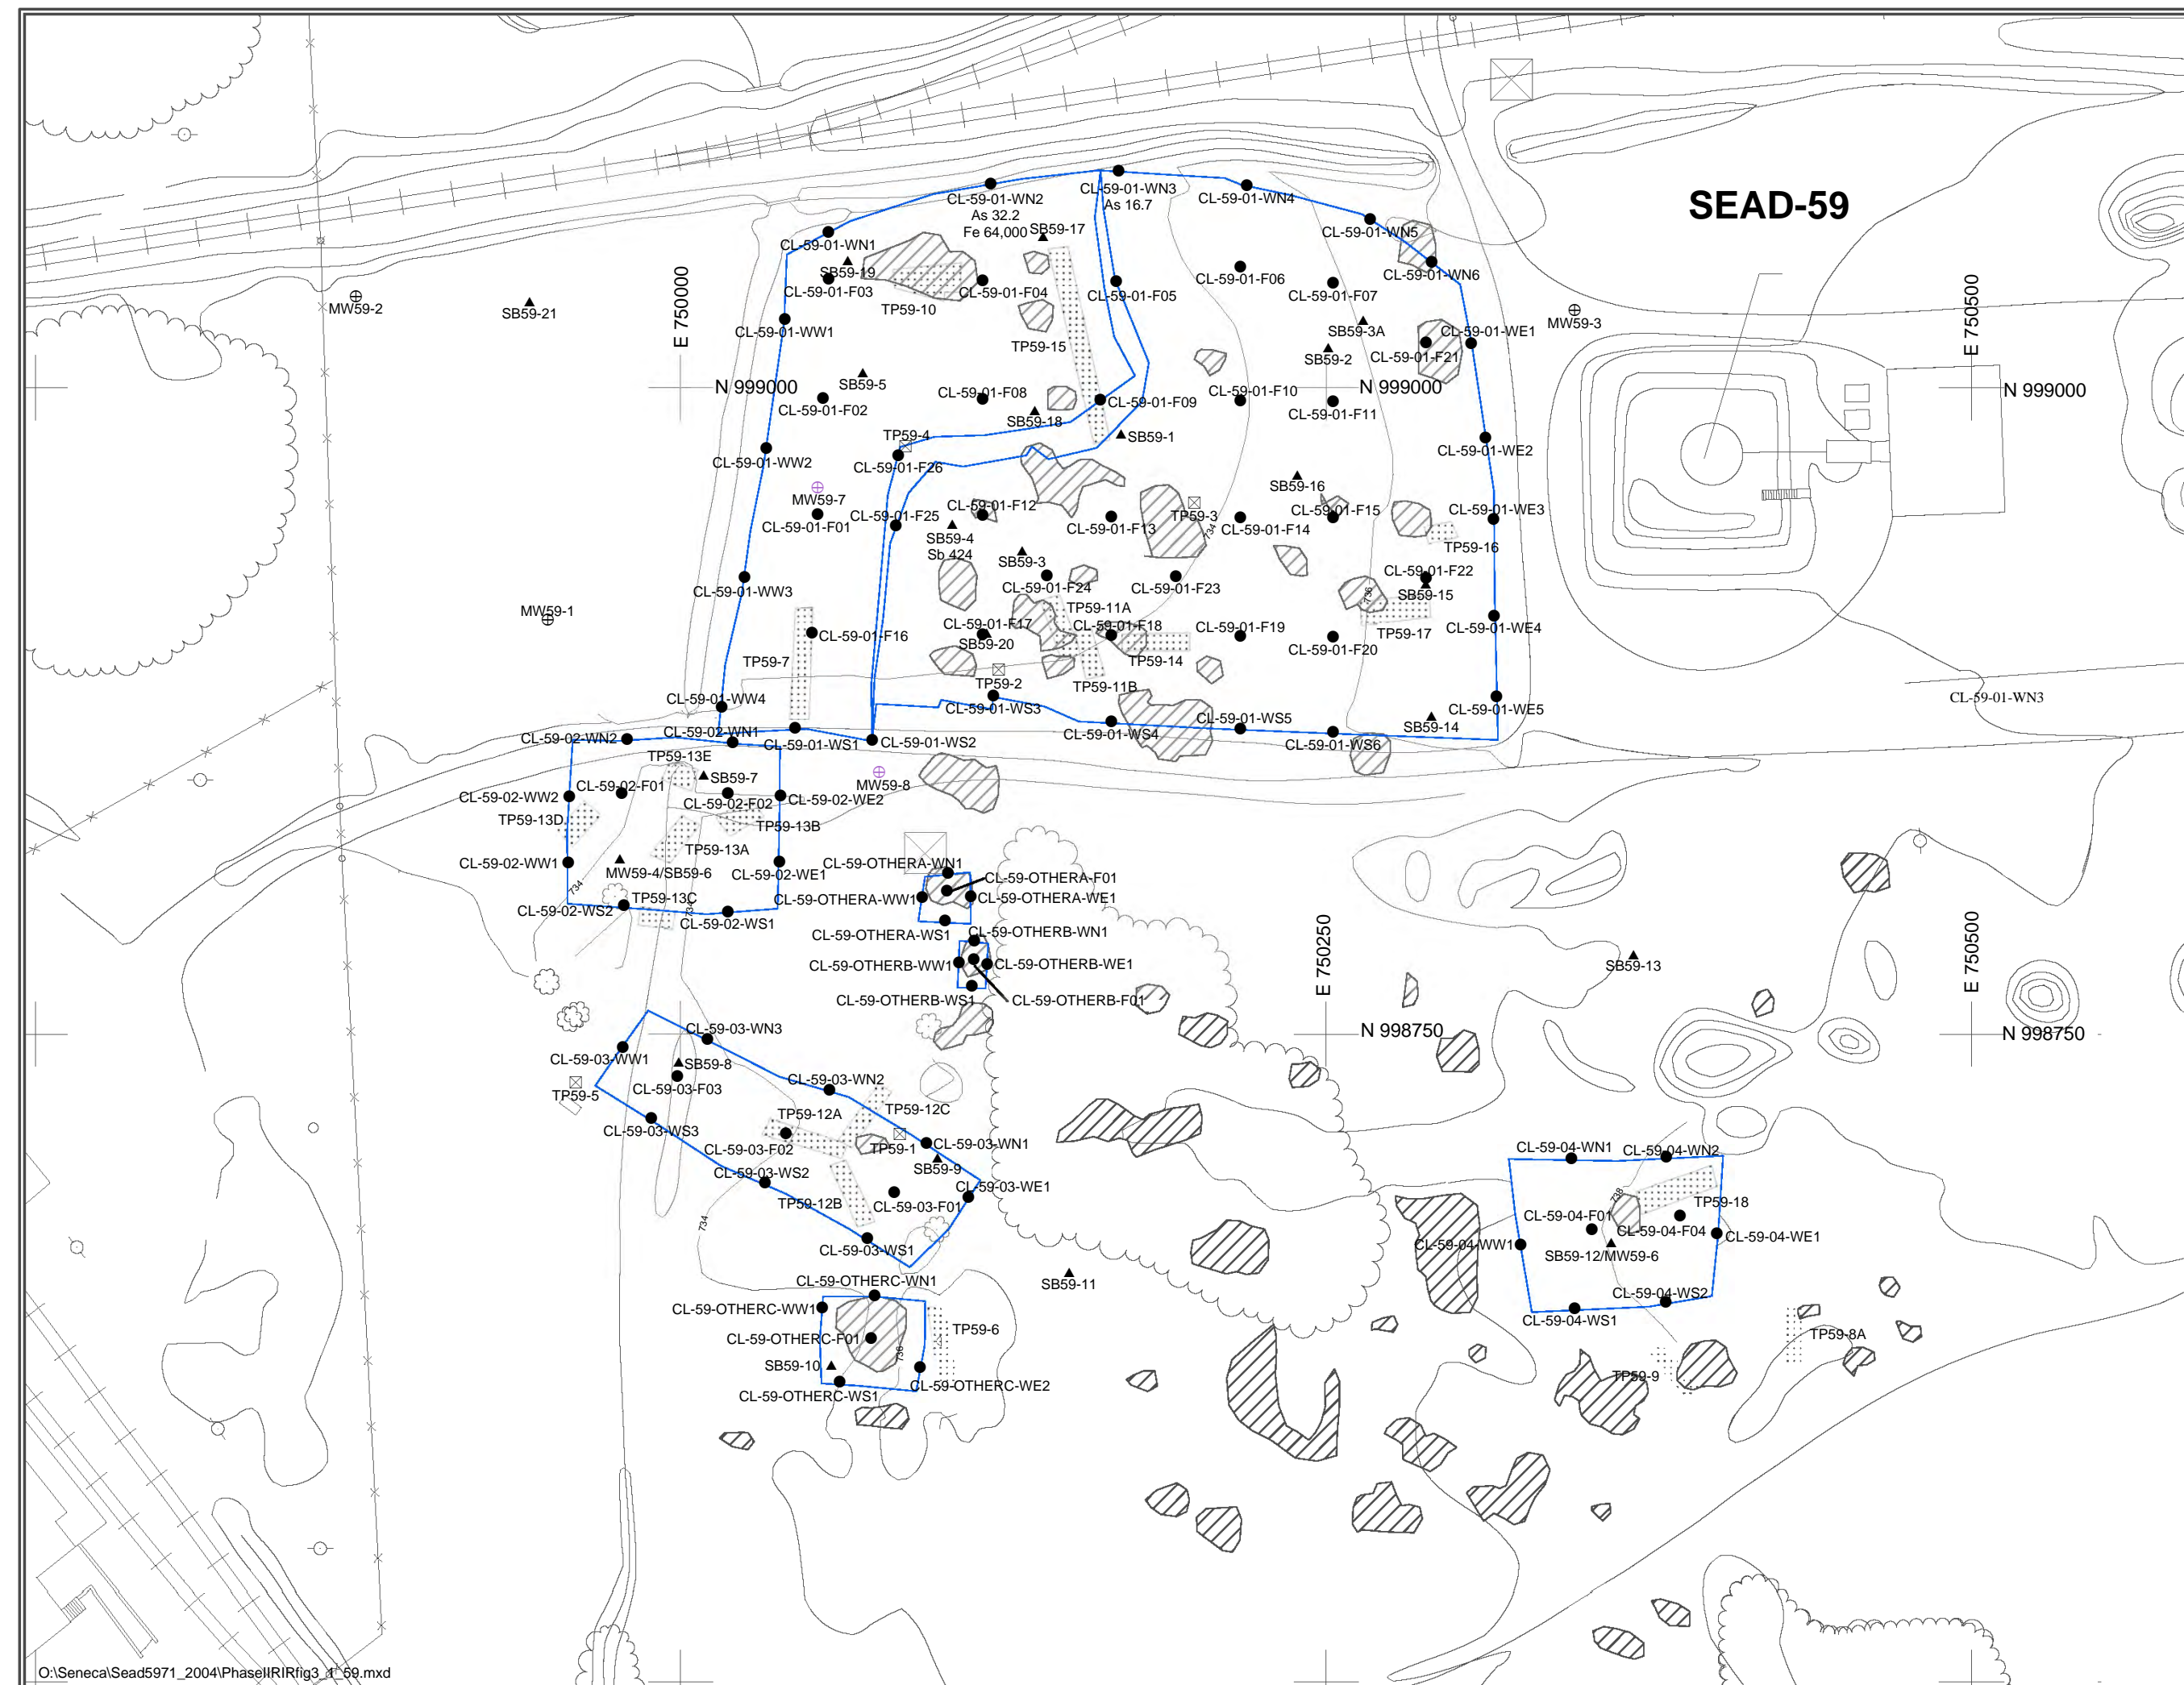 SEAD-59
CL-59-01-WN2
As 32.2
Fe 64,000
CL-59-01-WN3
As 16.7
CL-59-01-WN4
CL-59-01-WN1
SB59-17
CL-59-01-WN5
SB59-19
CL-59-01-F03
CL-59-01-F04
CL-59-01-F05
CL-59-01-F06
CL-59-01-F07
CL-59-01-WN6
E 750000
E 750500
MW59-2
SB59-21
TP59-10
CL-59-01-WW1
TP59-15
SB59-3A
CL-59-01-WE1
MW59-3
SB59-2
CL-59-01-F21
N 999000
SB59-5
N 999000
N 999000
CL-59-01-F02
CL-59-01-F08
CL-59-01-F09
CL-59-01-F10
CL-59-01-F11
SB59-18
TP59-4
SB59-1
CL-59-01-WW2
CL-59-01-F26
CL-59-01-WE2
SB59-16
MW59-7
CL-59-01-F01
CL-59-01-F25
CL-59-01-F12
CL-59-01-F13
TP59-3
734
CL-59-01-F14
CL-59-01-F15
CL-59-01-WE3
SB59-4
Sb 424
TP59-16
SB59-3
CL-59-01-F24
CL-59-01-F23
CL-59-01-F22
SB59-15
CL-59-01-WW3
736
MW59-1
TP59-11A
CL-59-01-F16
CL-59-01-F17
SB59-20
CL-59-01-F18
CL-59-01-F19
CL-59-01-F20
TP59-17
CL-59-01-WE4
TP59-7
TP59-14
TP59-2
TP59-11B
CL-59-01-WW4
CL-59-01-WS3
CL-59-01-WE5
CL-59-01-WN3
CL-59-01-WS4
CL-59-01-WS5
SB59-14
CL-59-01-WS6
CL-59-02-WN2
CL-59-02-WN1
CL-59-01-WS1
CL-59-01-WS2
TP59-13E
SB59-7
MW59-8
CL-59-02-WW2
CL-59-02-F01
CL-59-02-F02
CL-59-02-WE2
TP59-13D
TP59-13B
TP59-13A
CL-59-02-WW1
MW59-4/SB59-6
CL-59-02-WE1
734
TP59-13C
734
CL-59-02-WS2
CL-59-02-WS1
CL-59-OTHERA-WN1
CL-59-OTHERA-F01
CL-59-OTHERA-WW1
CL-59-OTHERA-WE1
CL-59-OTHERA-WS1
CL-59-OTHERB-WN1
CL-59-OTHERB-WW1
CL-59-OTHERB-WE1
CL-59-OTHERB-WS1
CL-59-OTHERB-F01
E 750250
E 750500
SB59-13
N 998750
N 998750
CL-59-03-WN3
CL-59-03-WW1
SB59-8
CL-59-03-F03
TP59-5
CL-59-03-WN2
CL-59-03-WS3
TP59-12A
TP59-12C
CL-59-03-F02
TP59-1
CL-59-03-WN1
SB59-9
CL-59-03-WS2
CL-59-03-WE1
TP59-12B
CL-59-03-F01
734
CL-59-03-WS1
CL-59-04-WN1
CL-59-04-WN2
738
TP59-18
CL-59-04-F01
CL-59-04-F04
CL-59-04-WW1
CL-59-04-WE1
SB59-12/MW59-6
CL-59-04-WS2
CL-59-04-WS1
SB59-11
CL-59-OTHERC-WN1
CL-59-OTHERC-WW1
CL-59-OTHERC-F01
TP59-6
736
SB59-10
CL-59-OTHERC-WE2
CL-59-OTHERC-WS1
TP59-8A
TP59-9
O:\Seneca\Sead5971_2004\PhaseIIRIRfig3_1_59.mxd